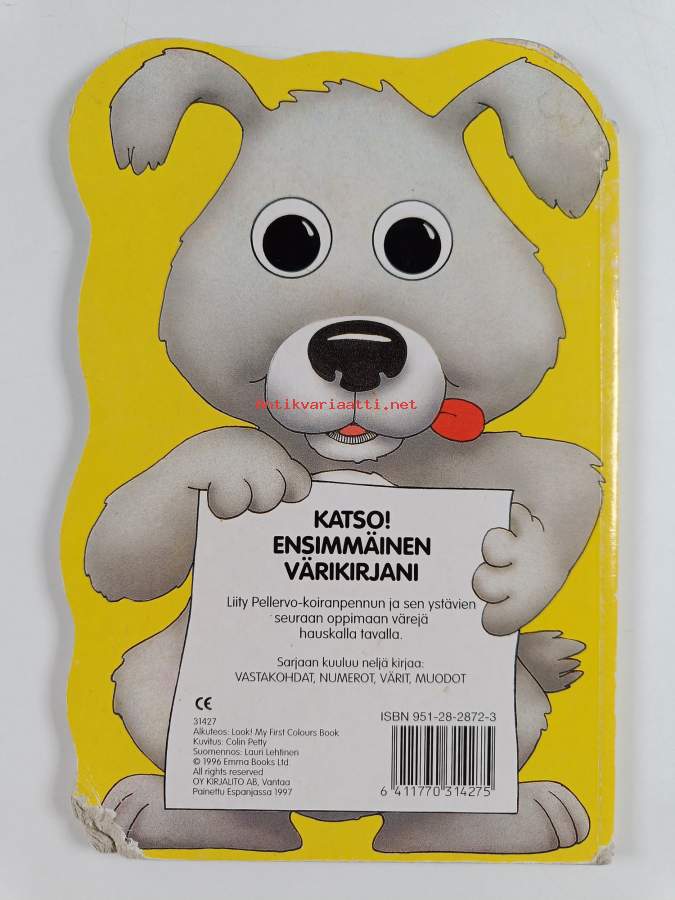 antikvariaatti.net
KATSO!
ENSIMMÄINEN
VÄRIKIRJANI
Liity Pellervo-koiranpennun ja sen ystävien
seuraan oppimaan värejä
hauskalla tavalla.
Sarjaan kuuluu neljä kirjaa:
VASTAKOHDAT, NUMEROT, VÄRIT, MUODOT
CE
31427
Alkuteos: Look! My First Colours Book
Kuvitus: Colin Petty
Suomennos: Lauri Lehtinen
© 1996 Emma Books Ltd
All rights reserved
OY KIRJALITO AB, Vantaa
Painettu Espanjassa 1997
ISBN 951-28-2872-3
6 411770 314275